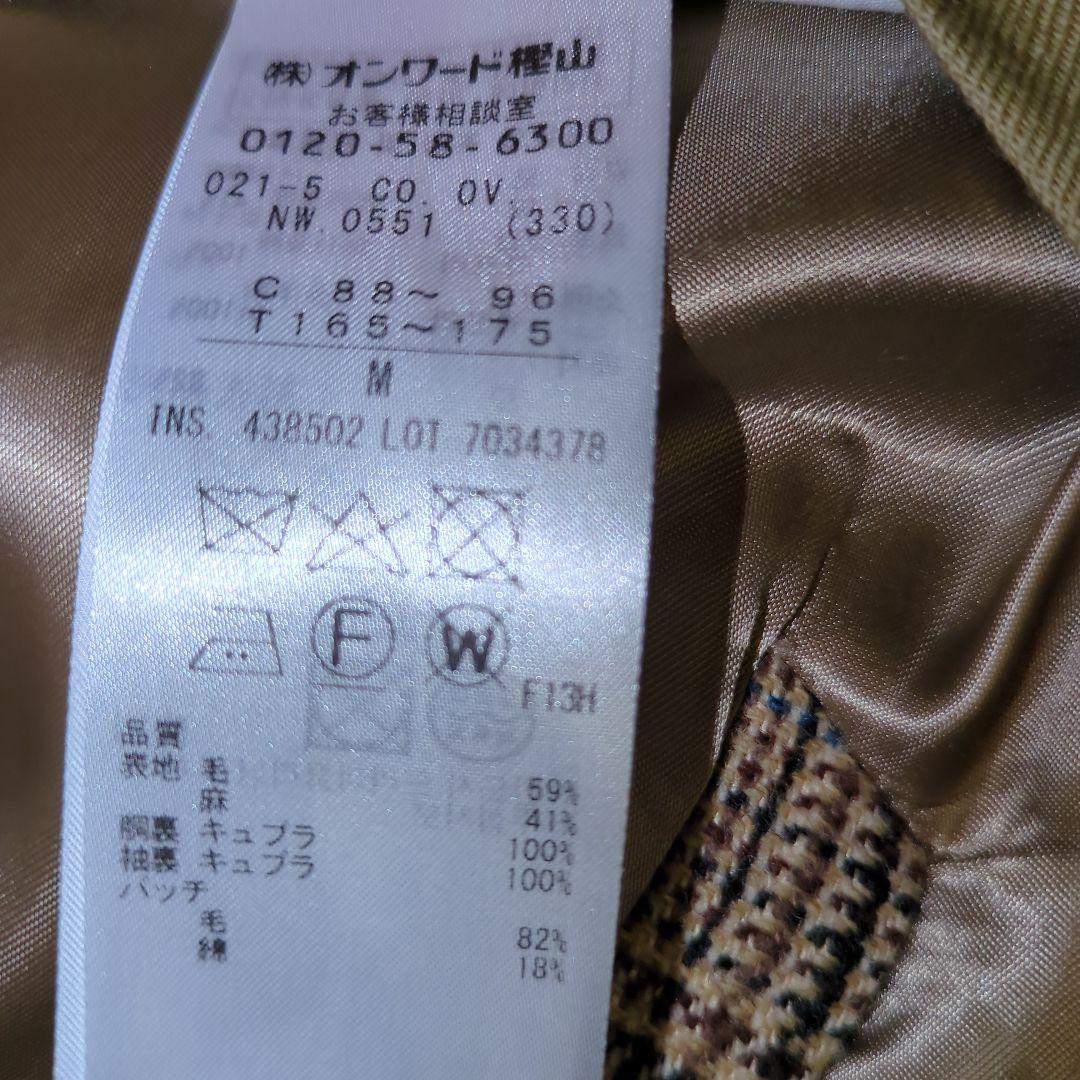 (株)オンワード樫山
お客様相談室
0120-58-6300
021-5 CO. OV.
NW.0551 (330)
C 88〜 96
T165〜175
M
INS. 438502 LOT 7034378
F W
F13H
品質
表地 毛 59%
麻 41%
胴裏 キュプラ 100%
袖裏 キュプラ 100%
パッチ
毛 82%
綿 18%